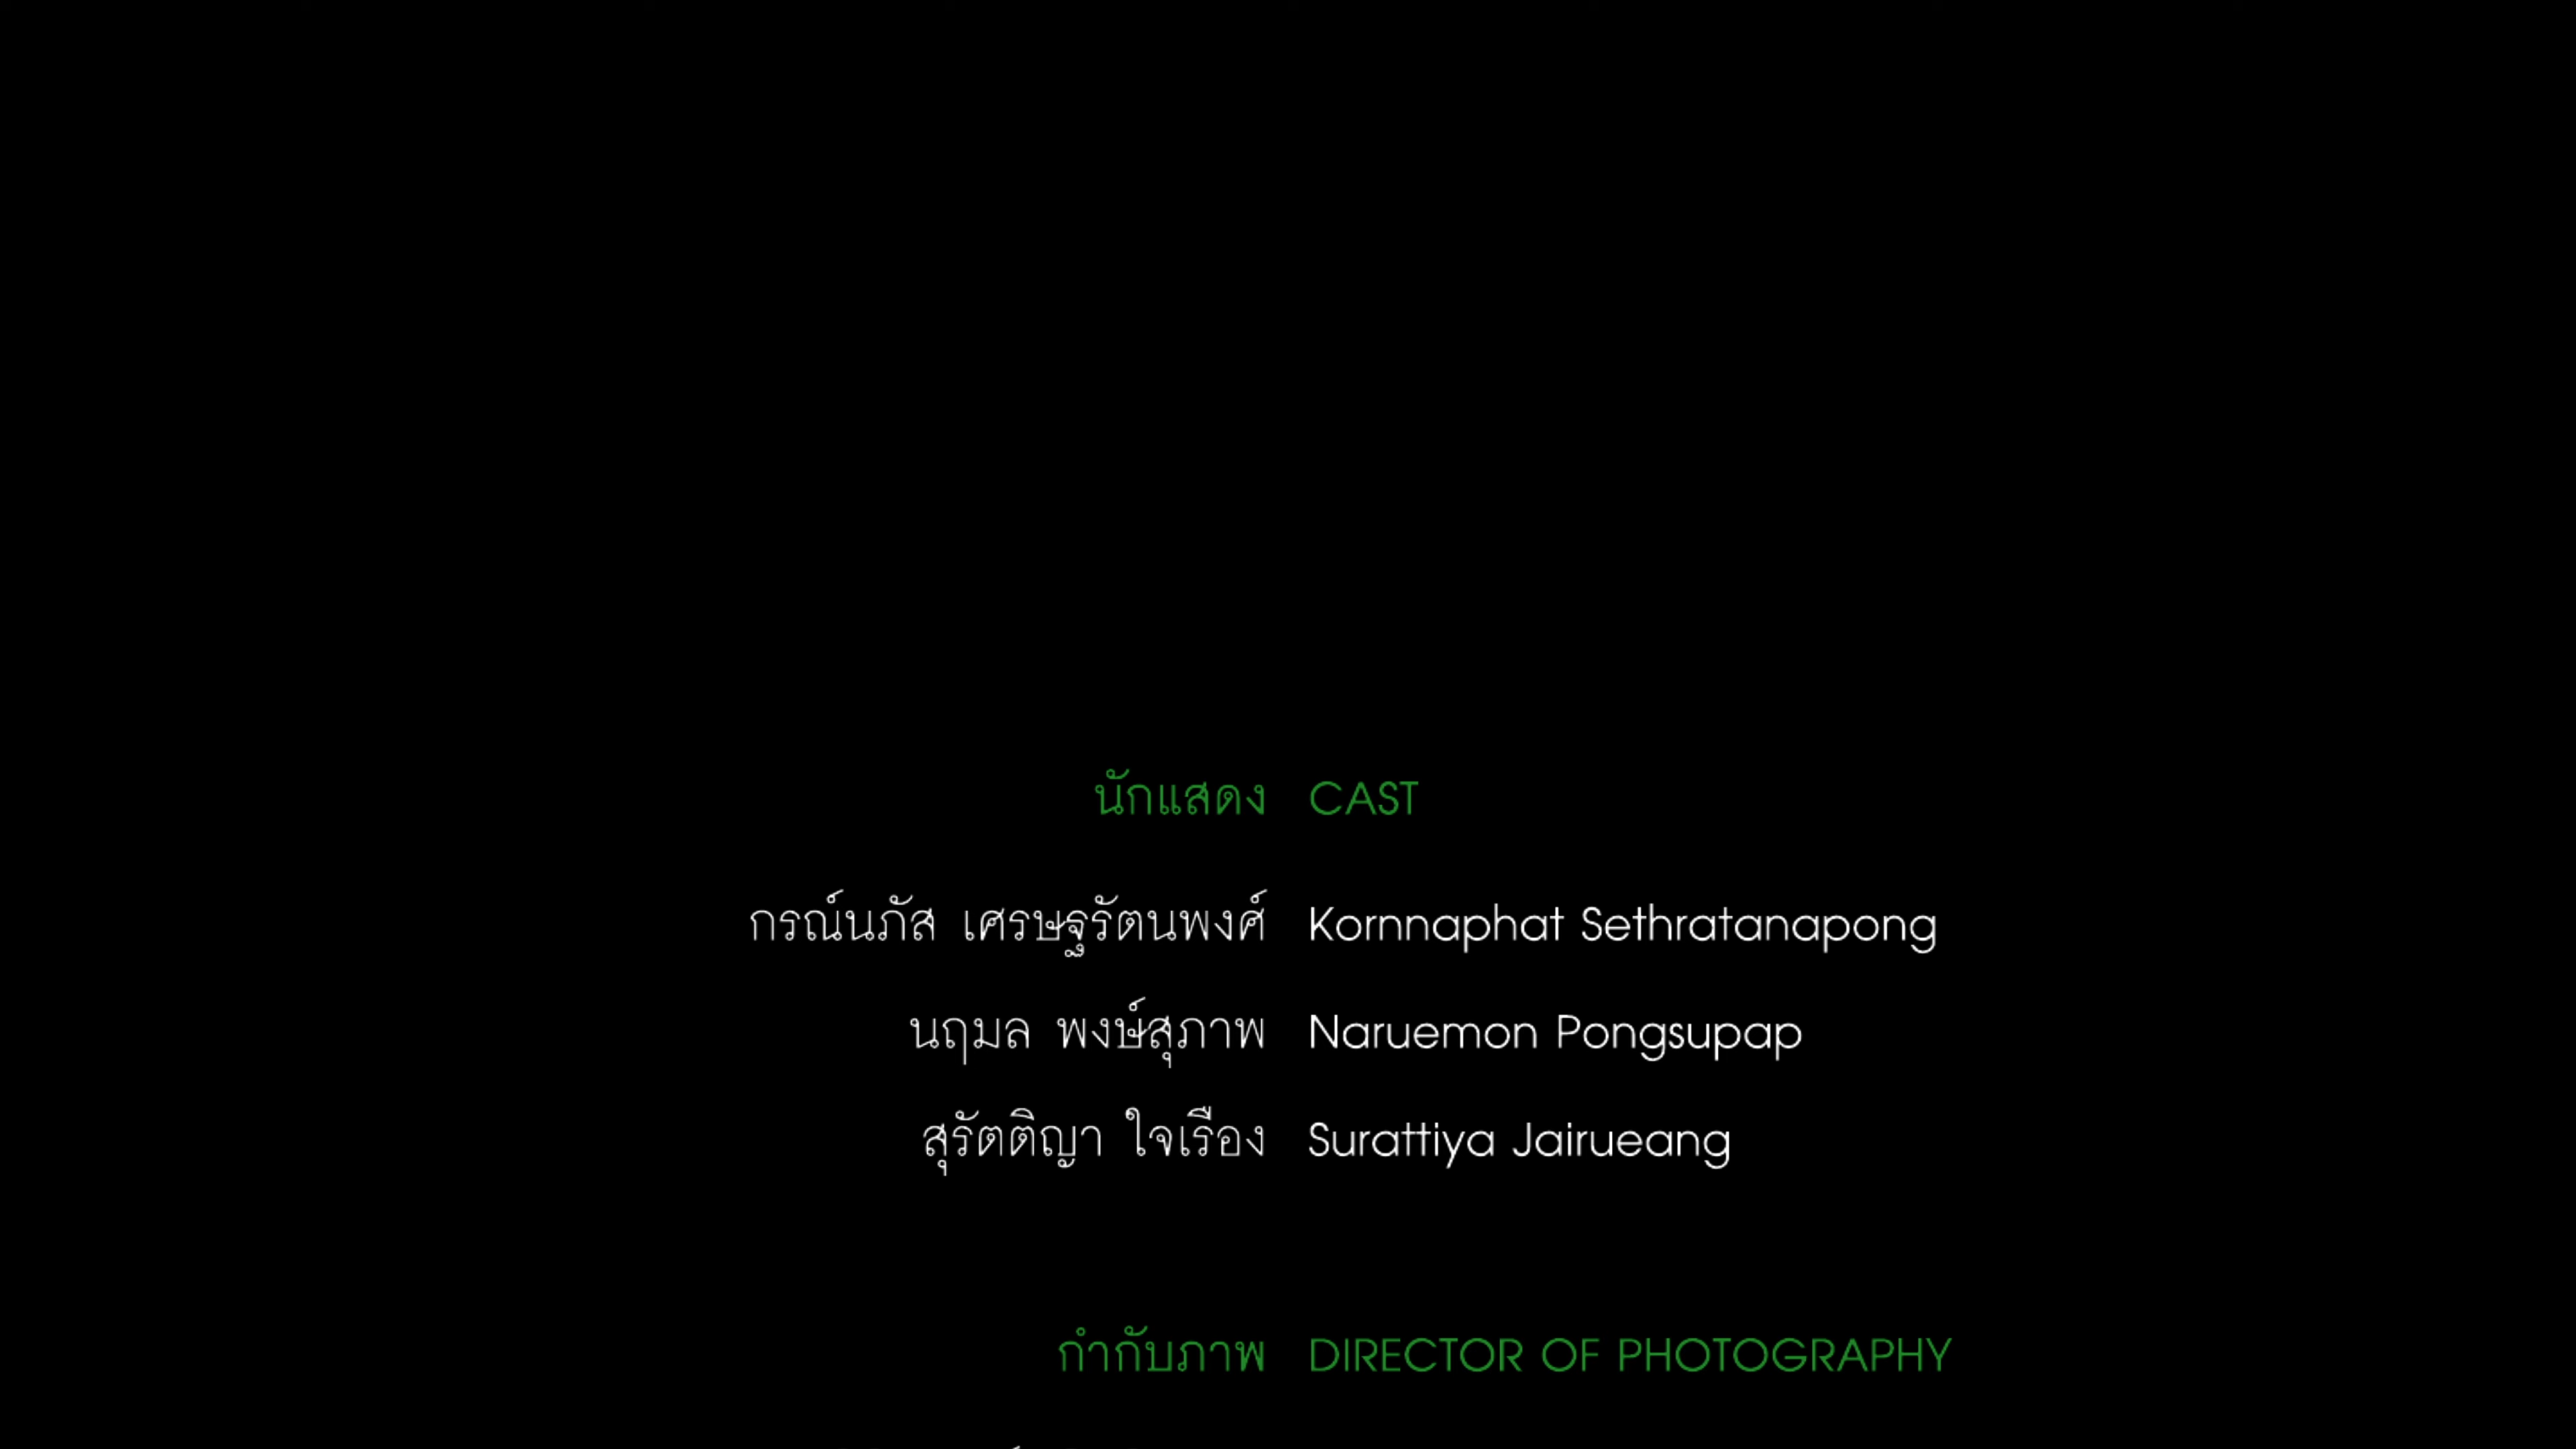 นักแสดง CAST
กรณ์นภัส เศรษฐรัตนพงศ์ Kornnaphat Sethratanapong
นฤมล พงษ์สุภาพ Naruemon Pongsupap
สุรัตติญา ใจเรือง Surattiya Jairueang
กำกับภาพ DIRECTOR OF PHOTOGRAPHY